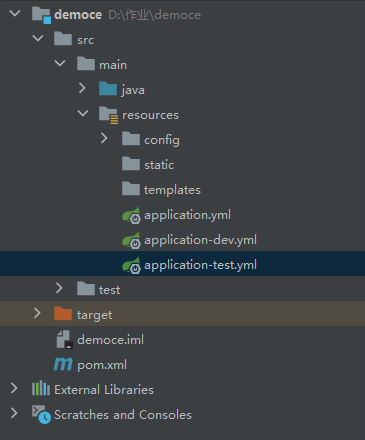 democe D:\作业\democe
src
main
java
resources
config
static
templates
application.yml
application-dev.yml
application-test.yml
test
target
democe.iml
pom.xml
External Libraries
Scratches and Consoles